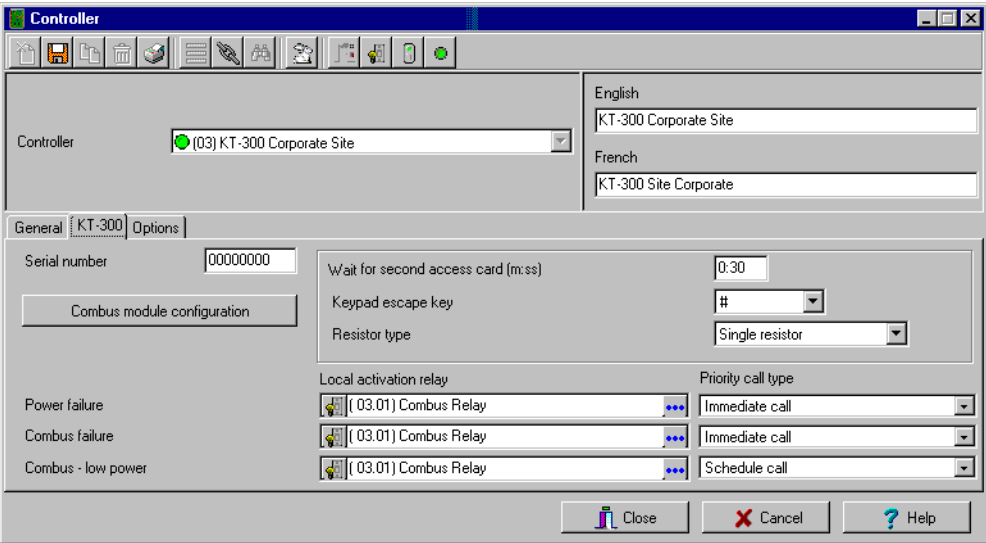 Controller
English
KT-300 Corporate Site
Controller
(03) KT-300 Corporate Site
French
KT-300 Site Corporate
General KT-300 Options
Serial number 00000000
Wait for second access card (m:ss) 0:30
Combus module configuration
Keypad escape key #
Resistor type Single resistor
Local activation relay Priority call type
Power failure ( 03.01) Combus Relay Immediate call
Combus failure ( 03.01) Combus Relay Immediate call
Combus - low power ( 03.01) Combus Relay Schedule call
Close Cancel ? Help